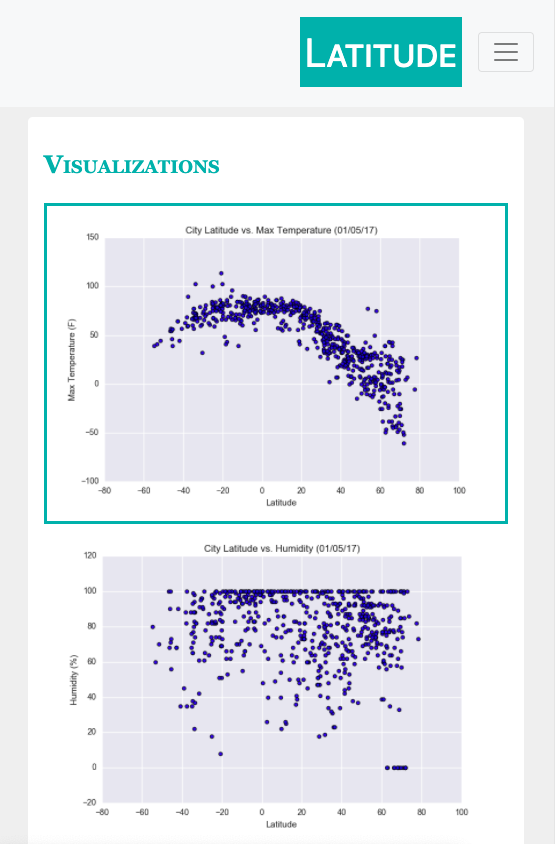 LATITUDE
VISUALIZATIONS
City Latitude vs. Max Temperature (01/05/17)
150
100
50
0
−50
−100
Max Temperature (F)
−80 −60 −40 −20 0 20 40 60 80 100
Latitude
City Latitude vs. Humidity (01/05/17)
120
100
80
60
40
20
0
−20
Humidity (%)
−80 −60 −40 −20 0 20 40 60 80 100
Latitude